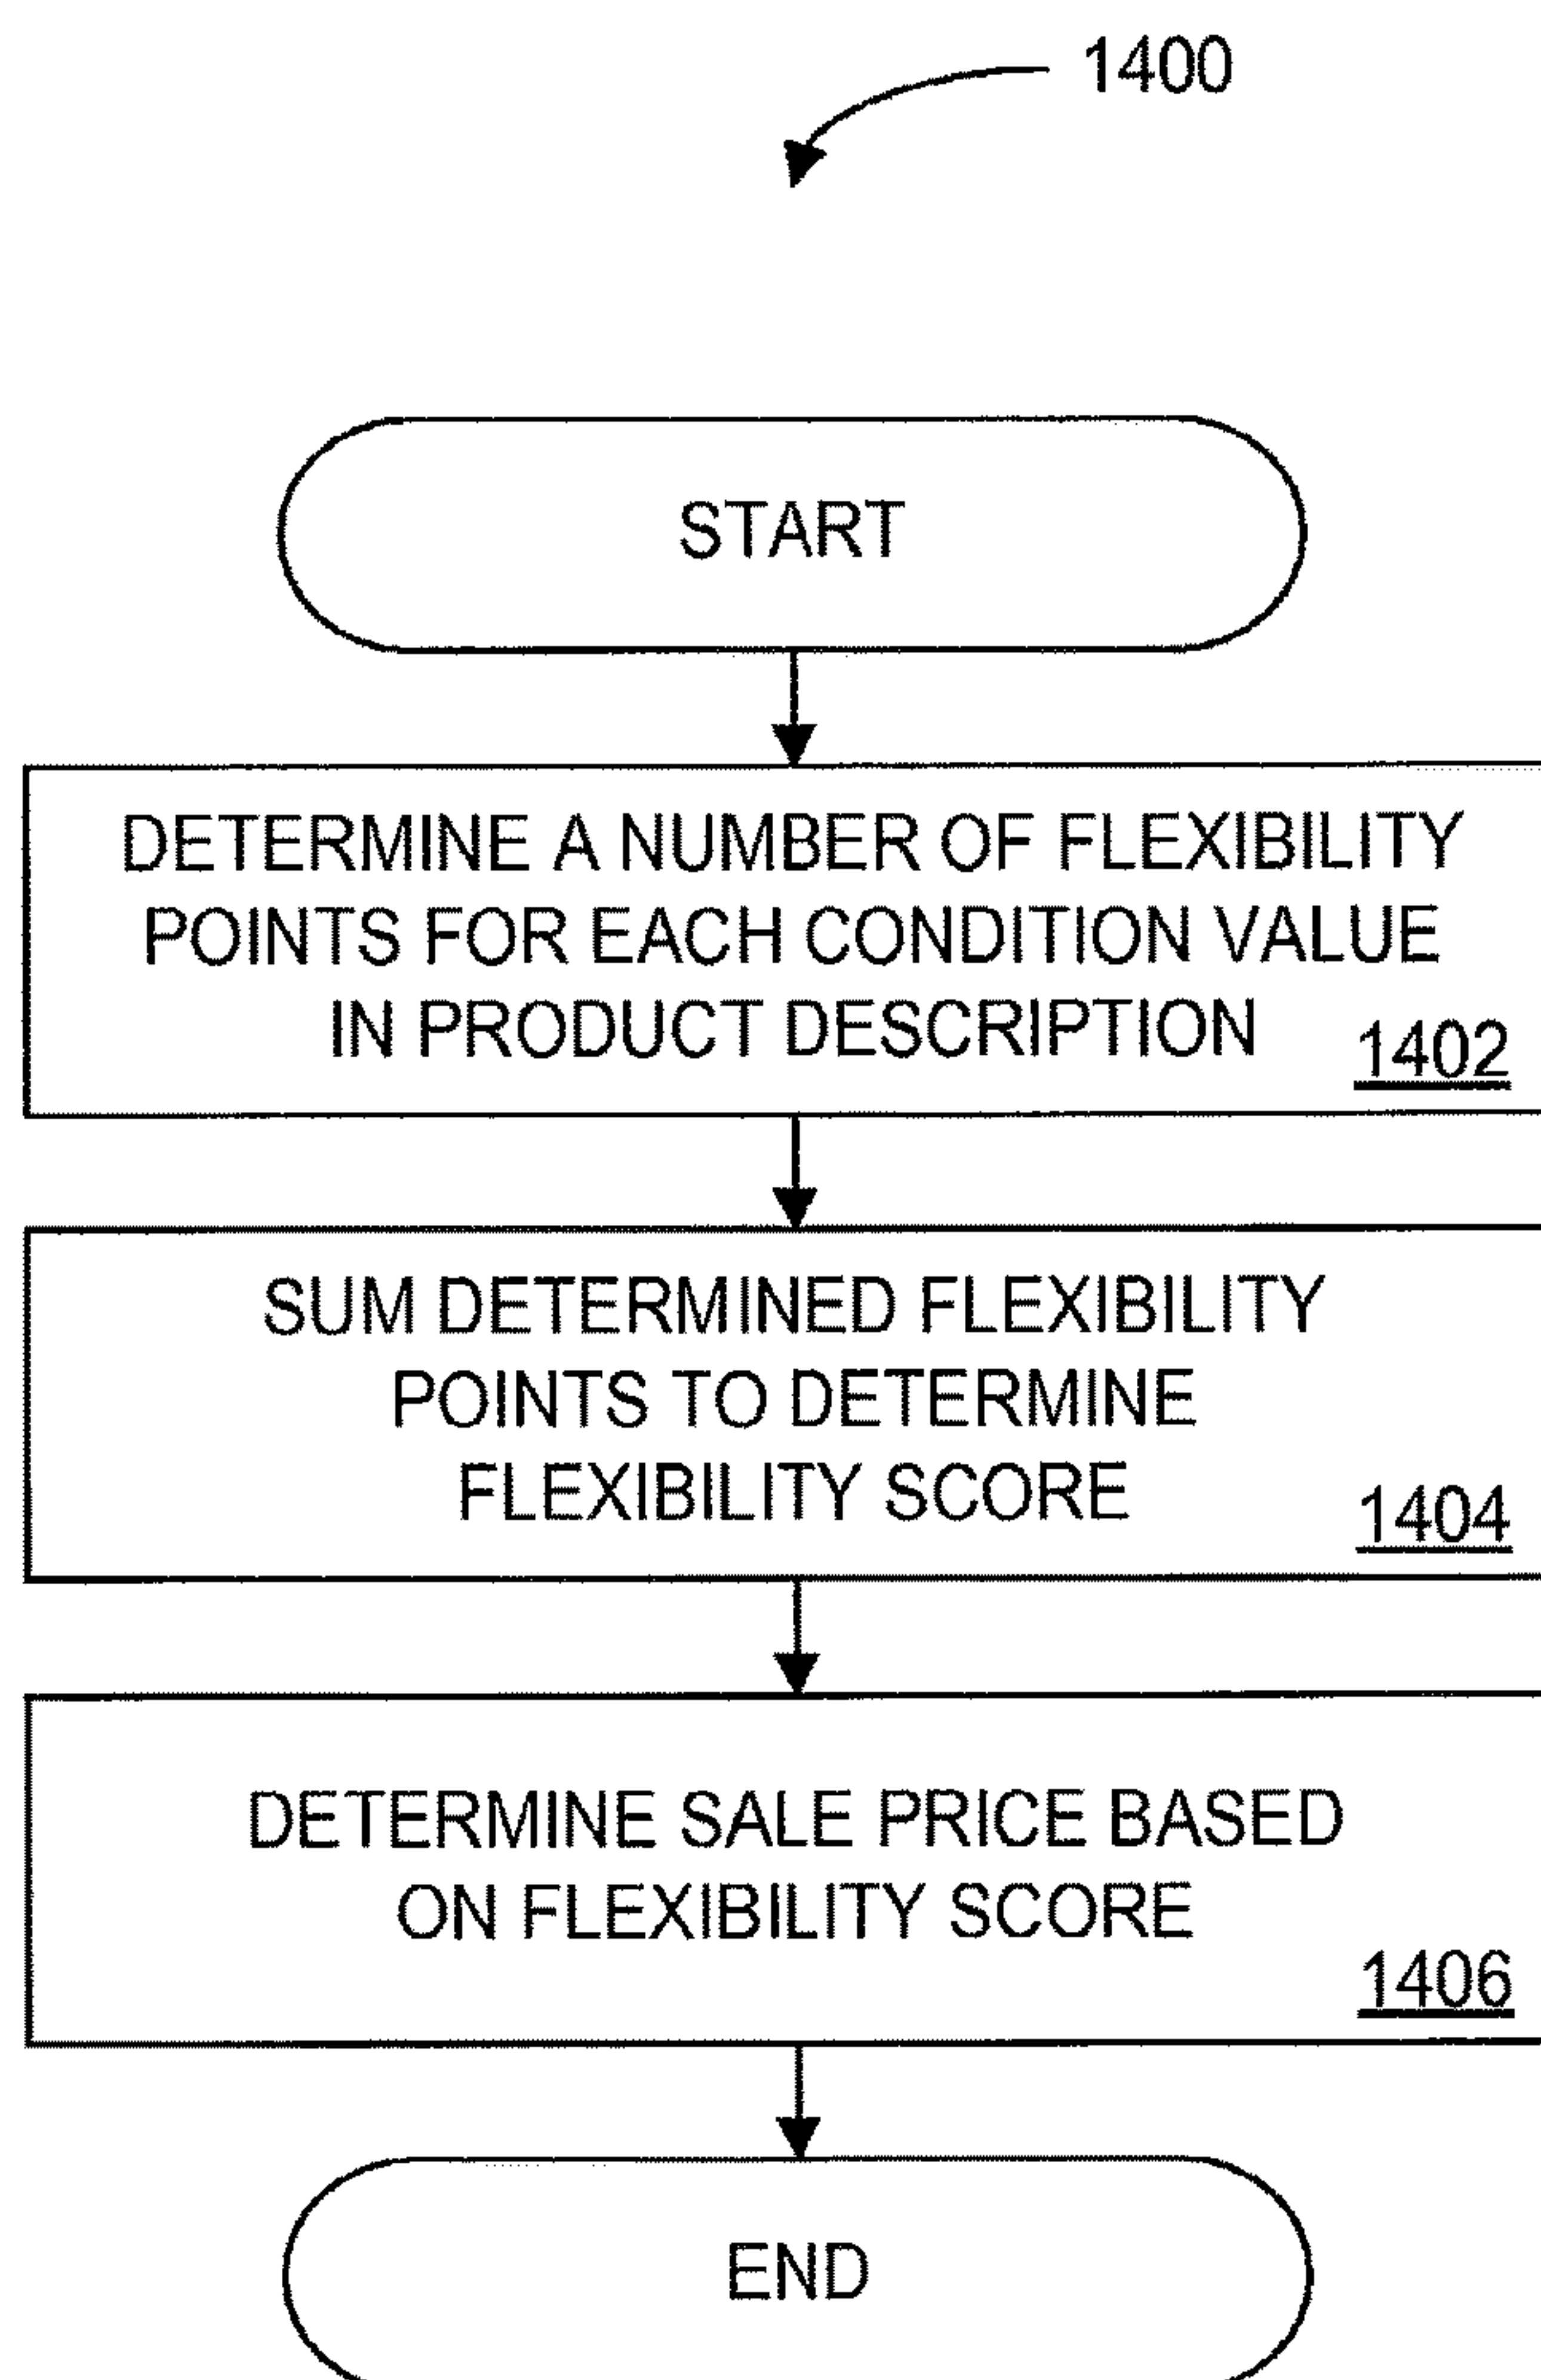 1400
START
DETERMINE A NUMBER OF FLEXIBILITY
POINTS FOR EACH CONDITION VALUE
IN PRODUCT DESCRIPTION
1402
SUM DETERMINED FLEXIBILITY
POINTS TO DETERMINE
FLEXIBILITY SCORE
1404
DETERMINE SALE PRICE BASED
ON FLEXIBILITY SCORE
1406
END